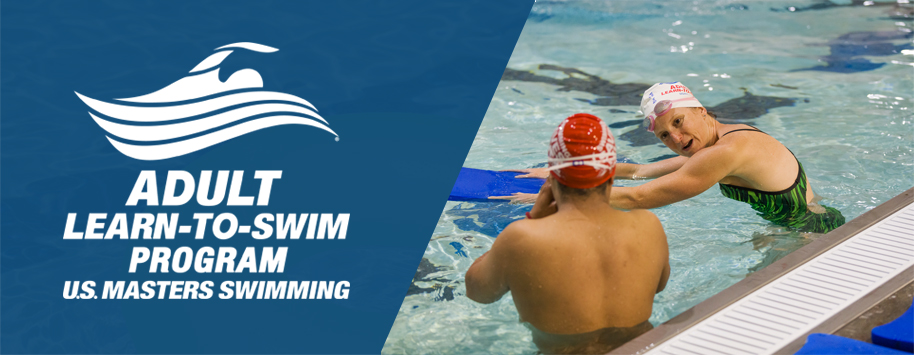 ADULT
LEARN-TO-SWIM
PROGRAM
U.S. MASTERS SWIMMING